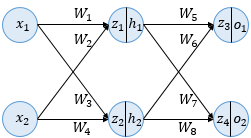 W₁ W₅
x₁ z₁ h₁ z₃ o₁
W₂ W₆
W₃ W₇
x₂ z₂ h₂ z₄ o₂
W₄ W₈